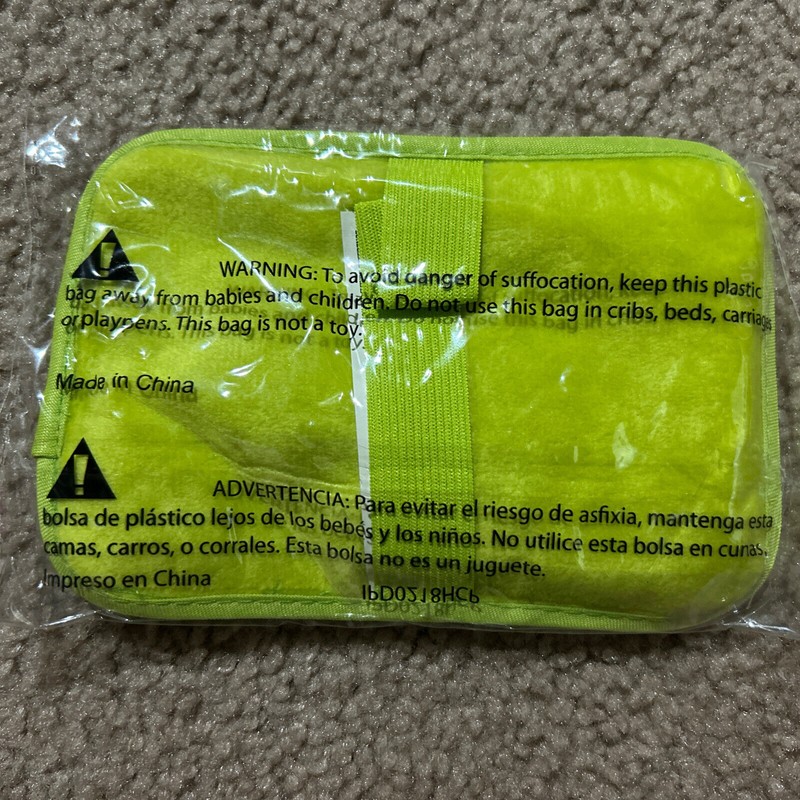 WARNING: To avoid danger of suffocation, keep this plastic
bag away from babies and children. Do not use this bag in cribs, beds, carriages
or playpens. This bag is not a toy.
Made in China
ADVERTENCIA: Para evitar el riesgo de asfixia, mantenga esta
bolsa de plástico lejos de los bebés y los niños. No utilice esta bolsa en cunas,
camas, carros, o corrales. Esta bolsa no es un juguete.
Impreso en China
IPD0218HCP